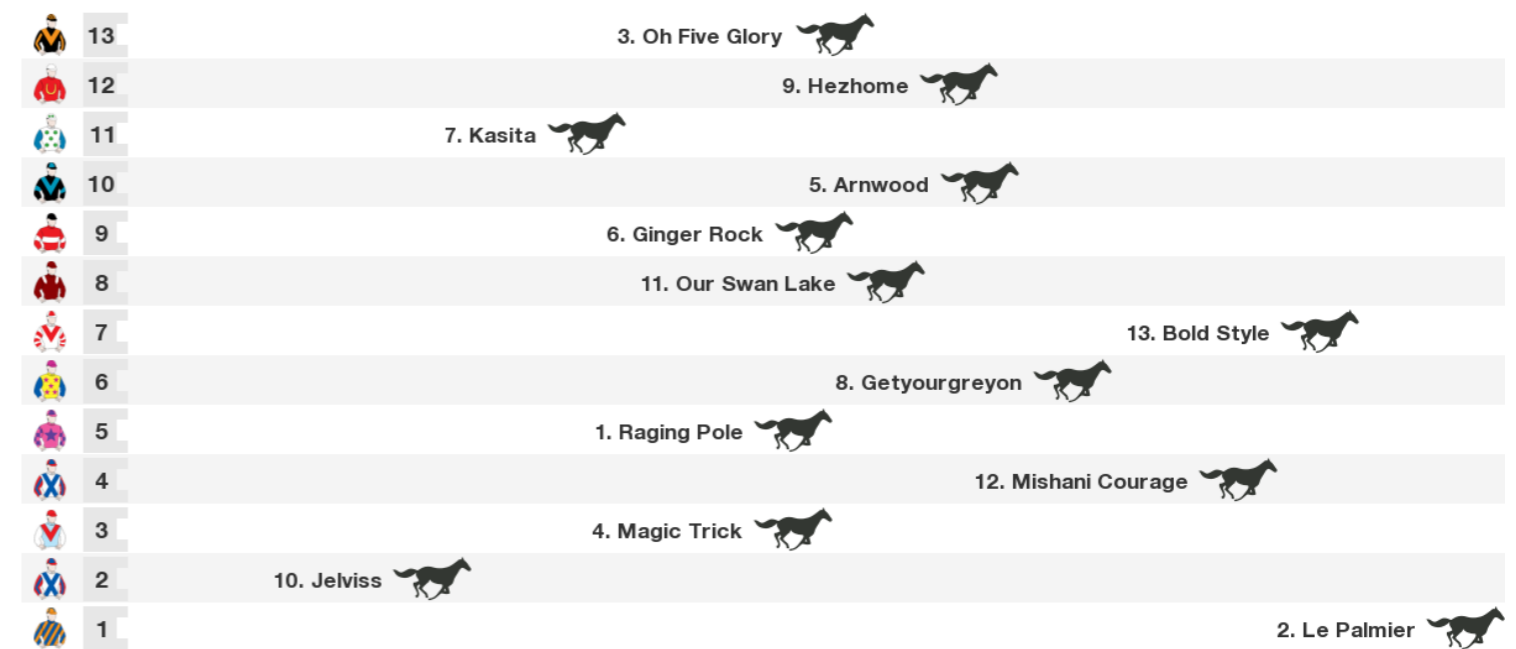 13 3. Oh Five Glory
12 9. Hezhome
11 7. Kasita
10 5. Arnwood
9 6. Ginger Rock
8 11. Our Swan Lake
7 13. Bold Style
6 8. Getyourgreyon
5 1. Raging Pole
4 12. Mishani Courage
3 4. Magic Trick
2 10. Jelviss
1 2. Le Palmier